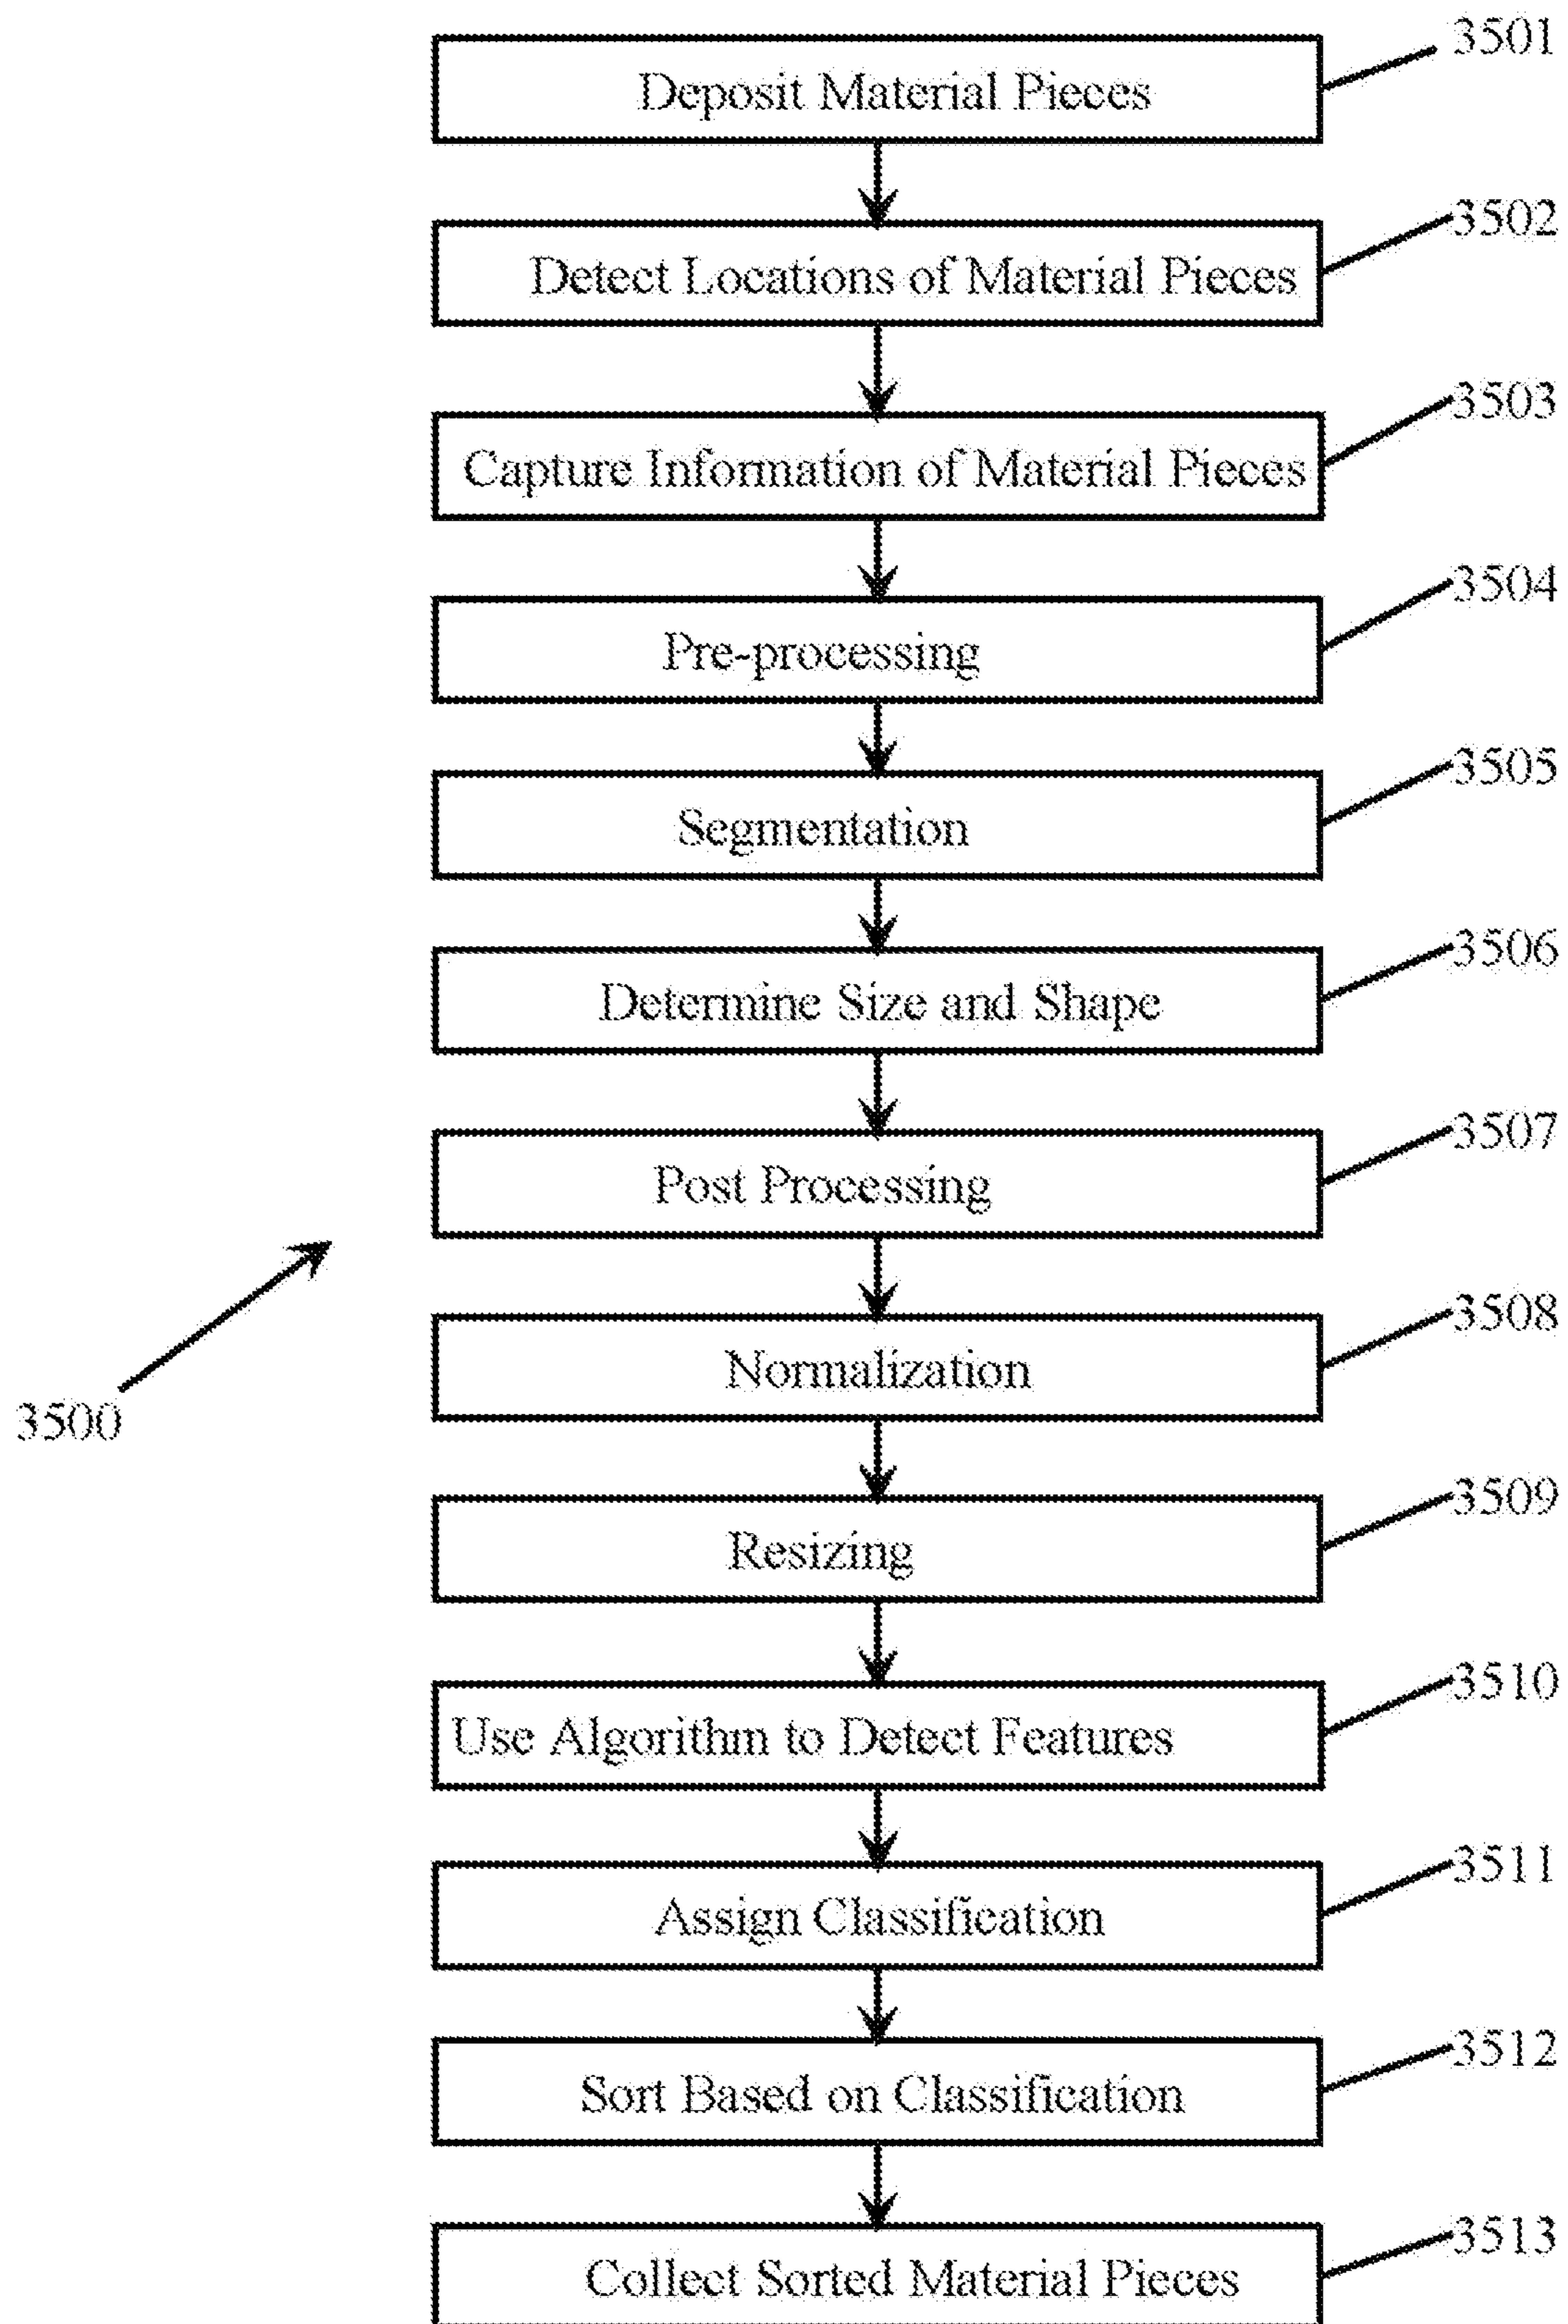 3501
Deposit Material Pieces
3502
Detect Locations of Material Pieces
3503
Capture Information of Material Pieces
3504
Pre-processing
3505
Segmentation
3506
Determine Size and Shape
3507
Post Processing
3508
Normalization
3500
3509
Resizing
3510
Use Algorithm to Detect Features
3511
Assign Classification
3512
Sort Based on Classification
3513
Collect Sorted Material Pieces